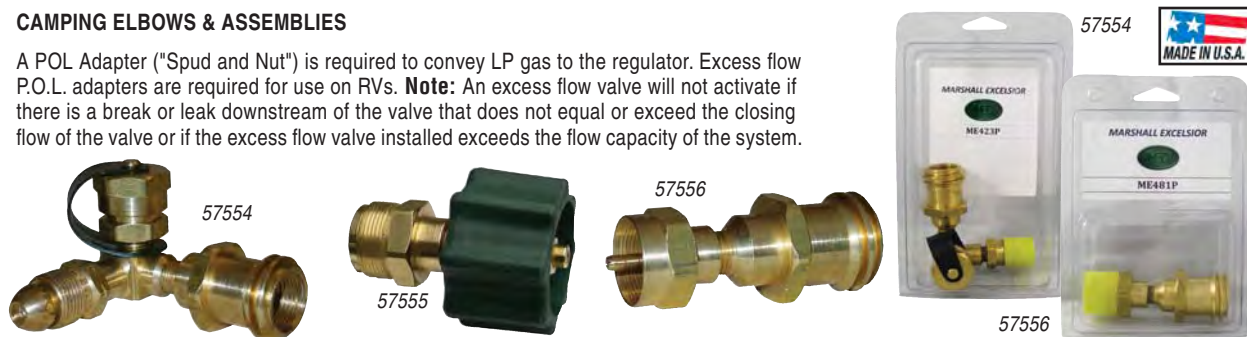 CAMPING ELBOWS & ASSEMBLIES
A POL Adapter ("Spud and Nut") is required to convey LP gas to the regulator. Excess flow
P.O.L. adapters are required for use on RVs. Note: An excess flow valve will not activate if
there is a break or leak downstream of the valve that does not equal or exceed the closing
flow of the valve or if the excess flow valve installed exceeds the flow capacity of the system.
57554
57555
57556
57554
MADE IN U.S.A.
MARSHALL EXCELSIOR
ME423P
MARSHALL EXCELSIOR
ME481P
57556